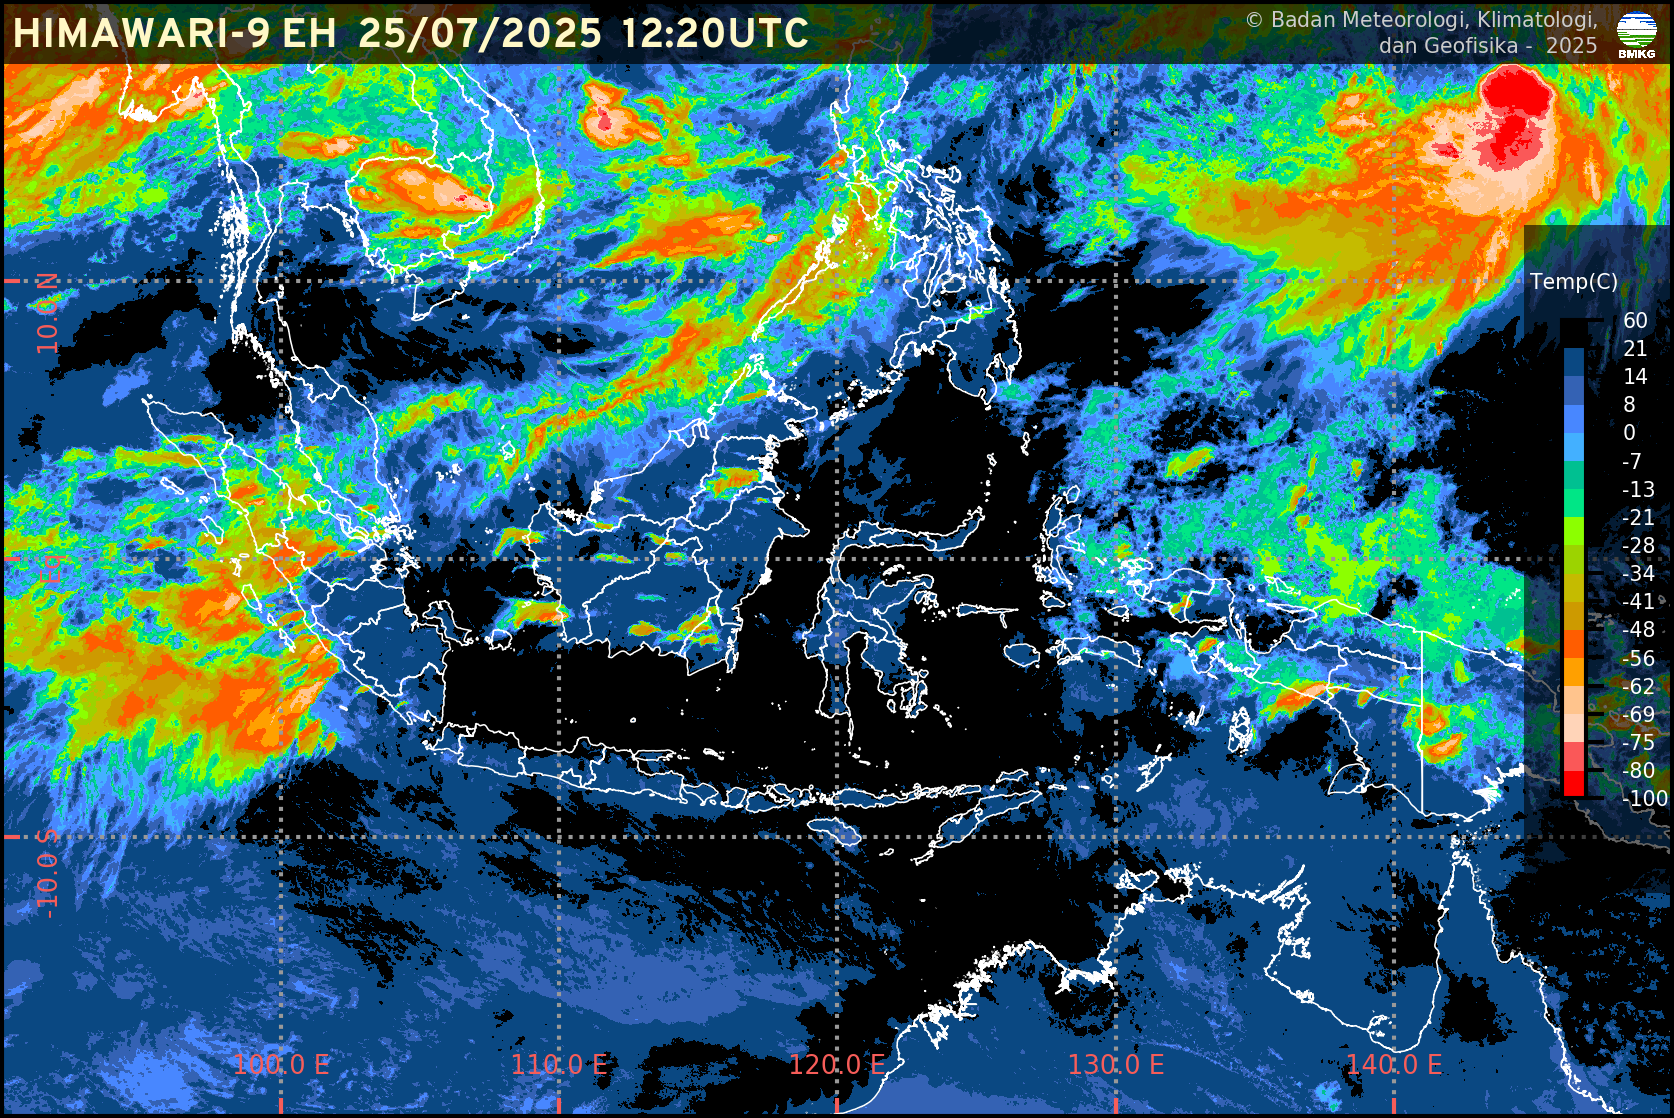 HIMAWARI-9 EH 25/07/2025 12:20UTC
© Badan Meteorologi, Klimatologi,
dan Geofisika - 2025
BMKG
Temp(C)
60
21
14
8
0
-7
-13
-21
-28
-34
-41
-48
-56
-62
-69
-75
-80
-100
10.0 N
Eq
-10.0 S
100.0 E
110.0 E
120.0 E
130.0 E
140.0 E